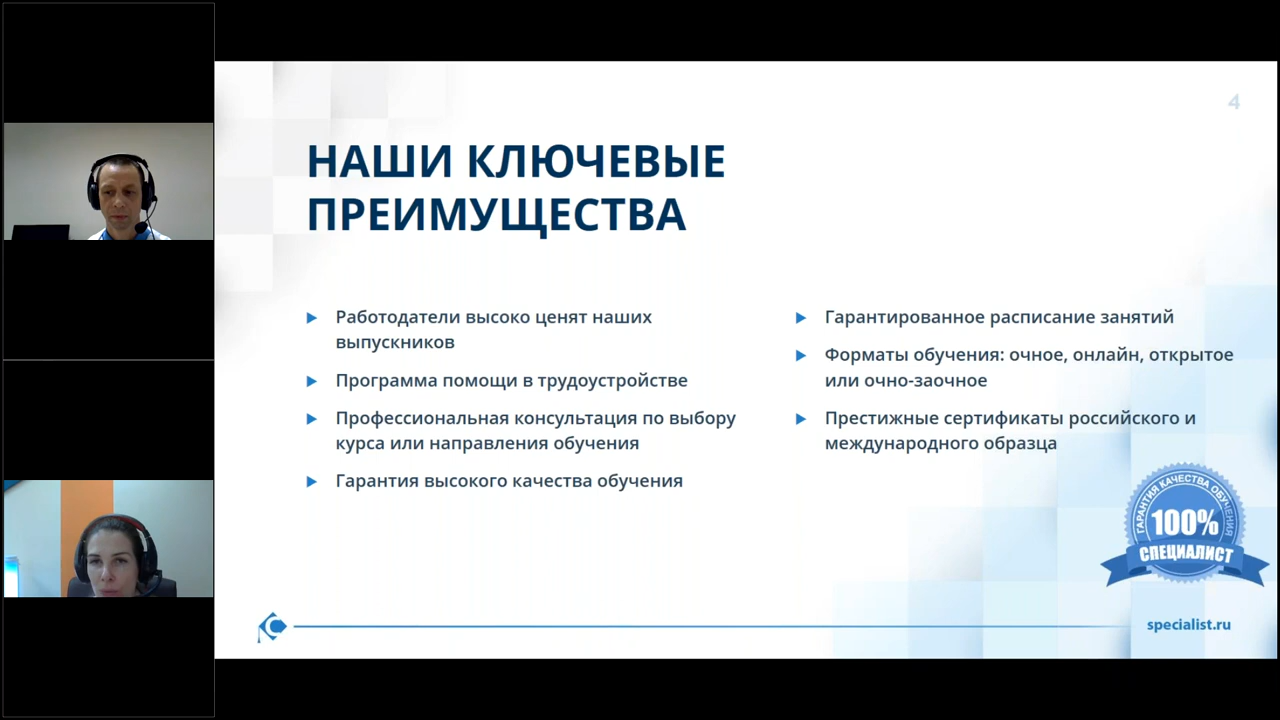 4
НАШИ КЛЮЧЕВЫЕ
ПРЕИМУЩЕСТВА
Работодатели высоко ценят наших
выпускников
Программа помощи в трудоустройстве
Профессиональная консультация по выбору
курса или направления обучения
Гарантия высокого качества обучения
Гарантированное расписание занятий
Форматы обучения: очное, онлайн, открытое
или очно-заочное
Престижные сертификаты российского и
международного образца
ГАРАНТИЯ КАЧЕСТВА ОБУЧЕНИЯ
100%
СПЕЦИАЛИСТ
specialist.ru